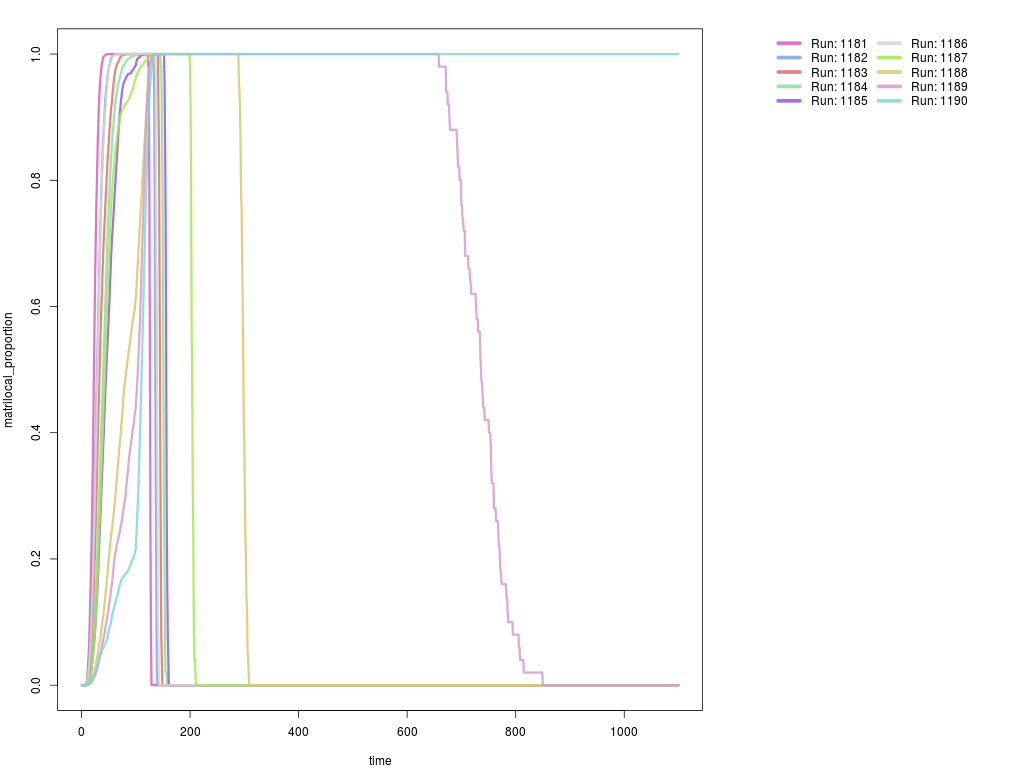 1.0
0.8
0.6
0.4
0.2
0.0
matrilocal_proportion
0
200
400
600
800
1000
time
Run: 1181
Run: 1182
Run: 1183
Run: 1184
Run: 1185
Run: 1186
Run: 1187
Run: 1188
Run: 1189
Run: 1190